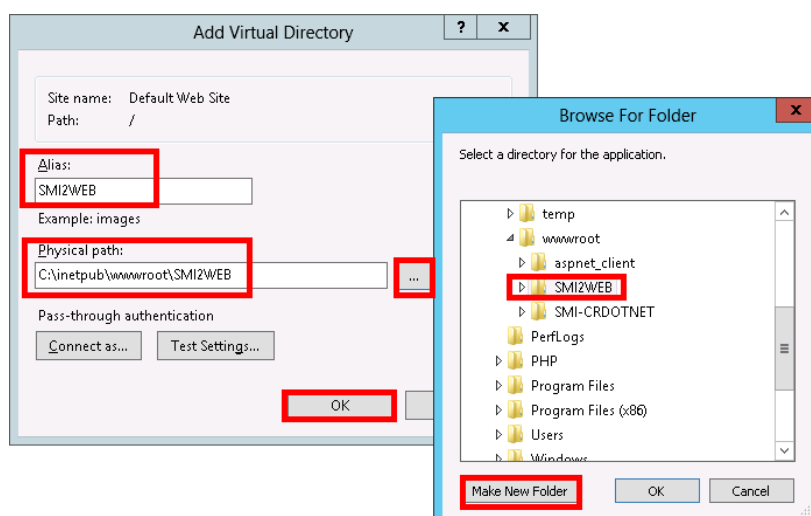 Add Virtual Directory
? x
Site name: Default Web Site
Path: /
Alias:
SMI2WEB
Example: images
Physical path:
C:\inetpub\wwwroot\SMI2WEB
...
Pass-through authentication
Connect as...
Test Settings...
OK
Browse For Folder
x
Select a directory for the application.
temp
wwwroot
aspnet_client
SMI2WEB
SMI-CRDOTNET
PerfLogs
PHP
Program Files
Program Files (x86)
Users
Windows
Make New Folder
OK
Cancel